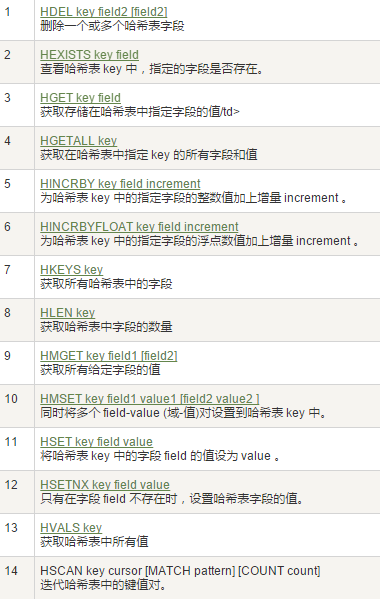 1 HDEL key field2 [field2]
删除一个或多个哈希表字段
2 HEXISTS key field
查看哈希表 key 中，指定的字段是否存在。
3 HGET key field
获取存储在哈希表中指定字段的值/td>
4 HGETALL key
获取在哈希表中指定 key 的所有字段和值
5 HINCRBY key field increment
为哈希表 key 中的指定字段的整数值加上增量 increment 。
6 HINCRBYFLOAT key field increment
为哈希表 key 中的指定字段的浮点数值加上增量 increment 。
7 HKEYS key
获取所有哈希表中的字段
8 HLEN key
获取哈希表中字段的数量
9 HMGET key field1 [field2]
获取所有给定字段的值
10 HMSET key field1 value1 [field2 value2 ]
同时将多个 field-value (域-值)对设置到哈希表 key 中。
11 HSET key field value
将哈希表 key 中的字段 field 的值设为 value 。
12 HSETNX key field value
只有在字段 field 不存在时，设置哈希表字段的值。
13 HVALS key
获取哈希表中所有值
14 HSCAN key cursor [MATCH pattern] [COUNT count]
迭代哈希表中的键值对。